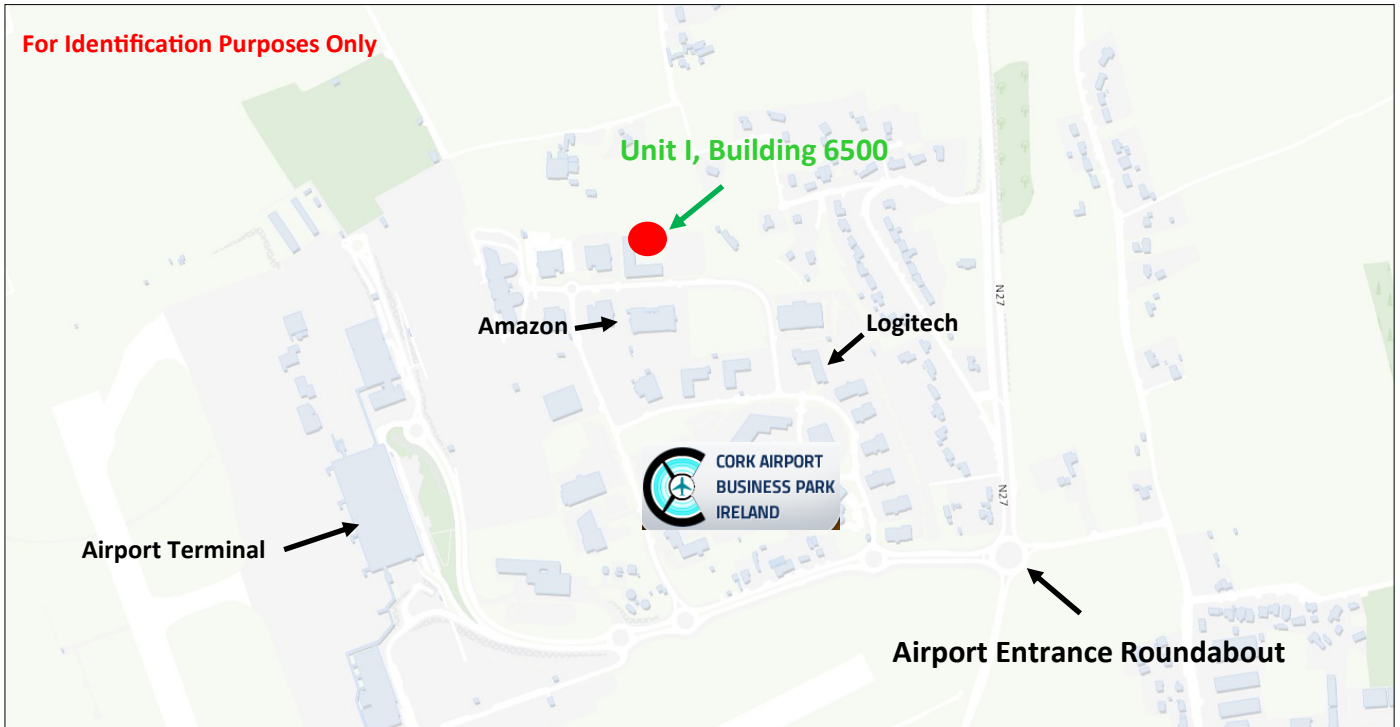 For Identification Purposes Only
Unit I, Building 6500
N27
Amazon
Logitech
CORK AIRPORT
BUSINESS PARK
IRELAND
N27
Airport Terminal
Airport Entrance Roundabout